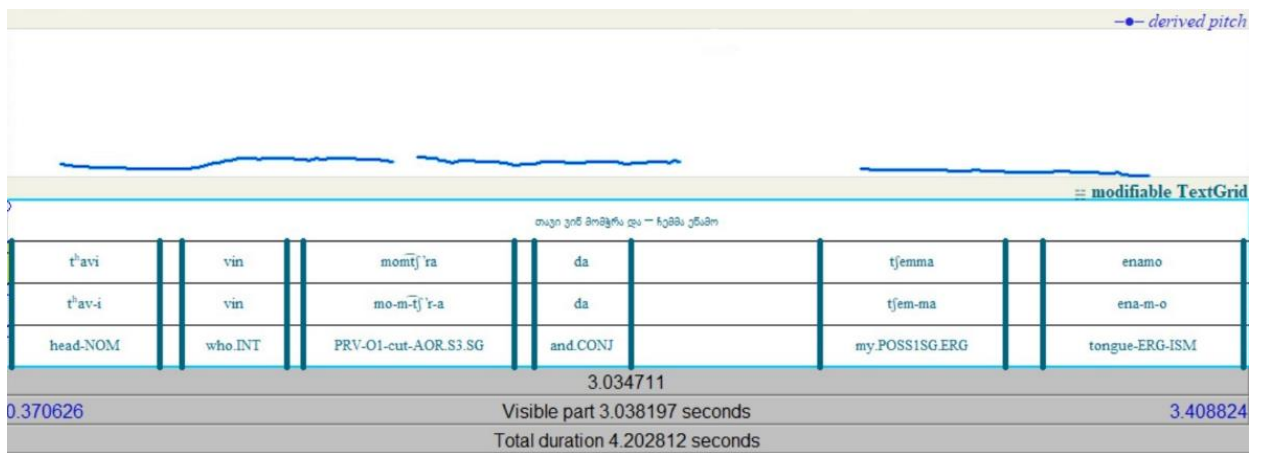 derived pitch
modifiable TextGrid
თავი ვინ მომჭრა და — ჩემმა ენამო
tʰavi vin momt͡ʃ'ra da tʃemma enamo
tʰav-i vin mo-m-t͡ʃ'r-a da tʃem-ma ena-m-o
head-NOM who.INT PRV-O1-cut-AOR.S3.SG and.CONJ my.POSS1SG.ERG tongue-ERG-ISM
3.034711
0.370626 Visible part 3.038197 seconds 3.408824
Total duration 4.202812 seconds